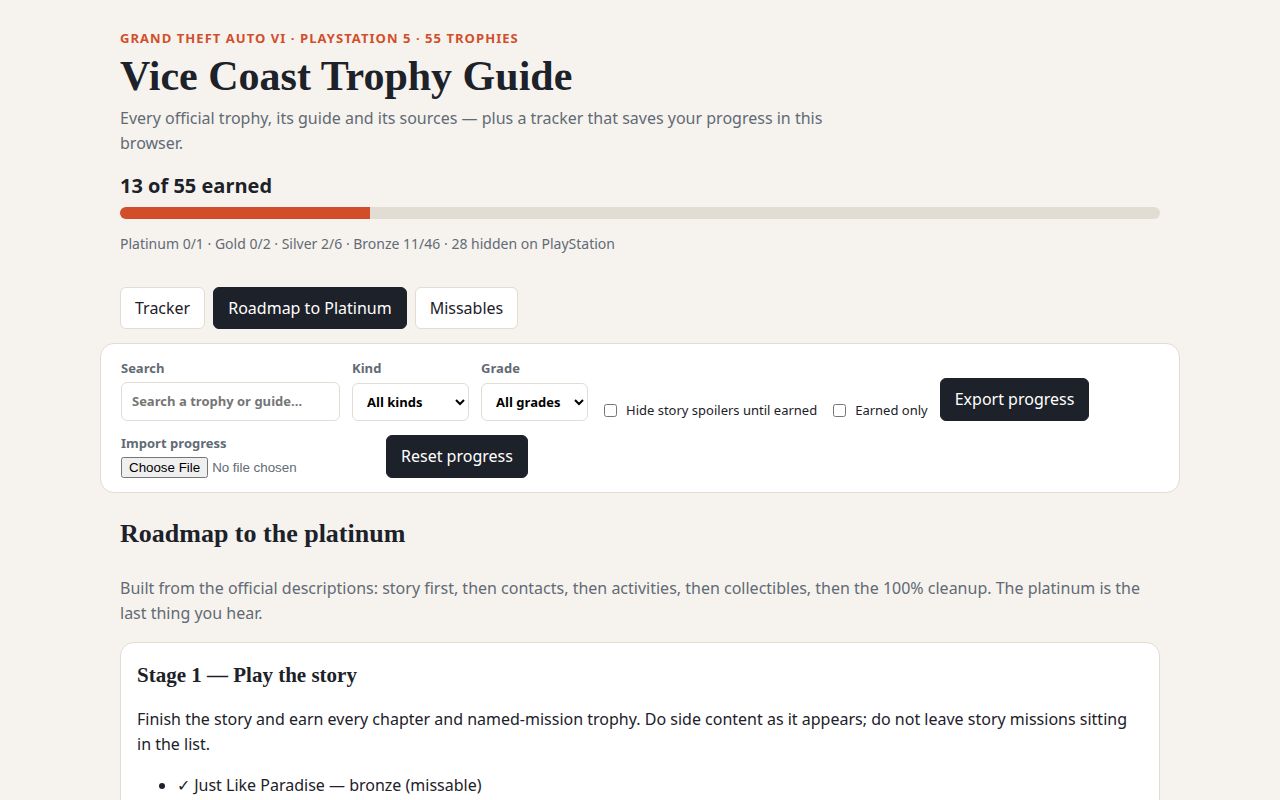 GRAND THEFT AUTO VI · PLAYSTATION 5 · 55 TROPHIES
Vice Coast Trophy Guide
Every official trophy, its guide and its sources — plus a tracker that saves your progress in this
browser.
13 of 55 earned
Platinum 0/1 · Gold 0/2 · Silver 2/6 · Bronze 11/46 · 28 hidden on PlayStation
Tracker
Roadmap to Platinum
Missables
Search
Kind
Grade
Search a trophy or guide...
All kinds
All grades
Hide story spoilers until earned
Earned only
Export progress
Import progress
Choose File No file chosen
Reset progress
Roadmap to the platinum
Built from the official descriptions: story first, then contacts, then activities, then collectibles, then the 100% cleanup. The platinum is the
last thing you hear.
Stage 1 — Play the story
Finish the story and earn every chapter and named-mission trophy. Do side content as it appears; do not leave story missions sitting
in the list.
• ✓ Just Like Paradise — bronze (missable)